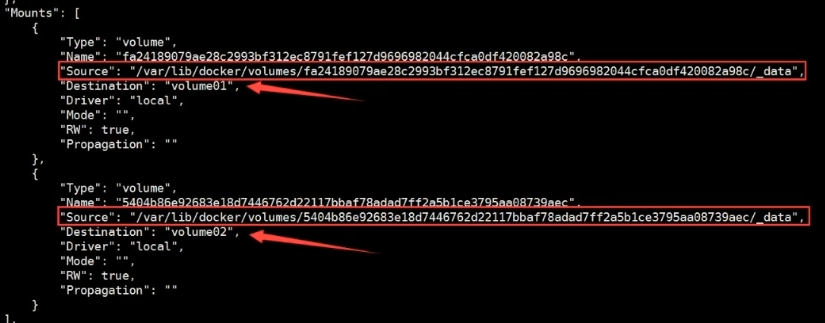 },
"Mounts": [
{
"Type": "volume",
"Name": "fa24189079ae28c2993bf312ec8791fef127d9696982044cfca0df420082a98c",
"Source": "/var/lib/docker/volumes/fa24189079ae28c2993bf312ec8791fef127d9696982044cfca0df420082a98c/_data",
"Destination": "volume01",
"Driver": "local",
"Mode": "",
"RW": true,
"Propagation": ""
},
{
"Type": "volume",
"Name": "5404b86e92683e18d7446762d22117bbaf78adad7ff2a5b1ce3795aa08739aec",
"Source": "/var/lib/docker/volumes/5404b86e92683e18d7446762d22117bbaf78adad7ff2a5b1ce3795aa08739aec/_data",
"Destination": "volume02",
"Driver": "local",
"Mode": "",
"RW": true,
"Propagation": ""
}
],